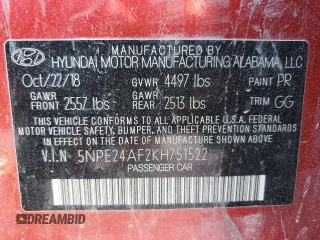 MANUFACTURED BY
HYUNDAI MOTOR MANUFACTURING ALABAMA, LLC
Oct/22/18 GVWR 4497 lbs PAINT PR
GAWR FRONT 2557 lbs GAWR REAR 2513 lbs TRIM GG
THIS VEHICLE CONFORMS TO ALL APPLICABLE U.S.A. FEDERAL
MOTOR VEHICLE SAFETY, BUMPER, AND THEFT PREVENTION STANDARDS
IN EFFECT ON THE DATE OF MANUFACTURE SHOWN ABOVE.
V.I.N 5NPE24AF2KH751522
PASSENGER CAR
DREAMBID